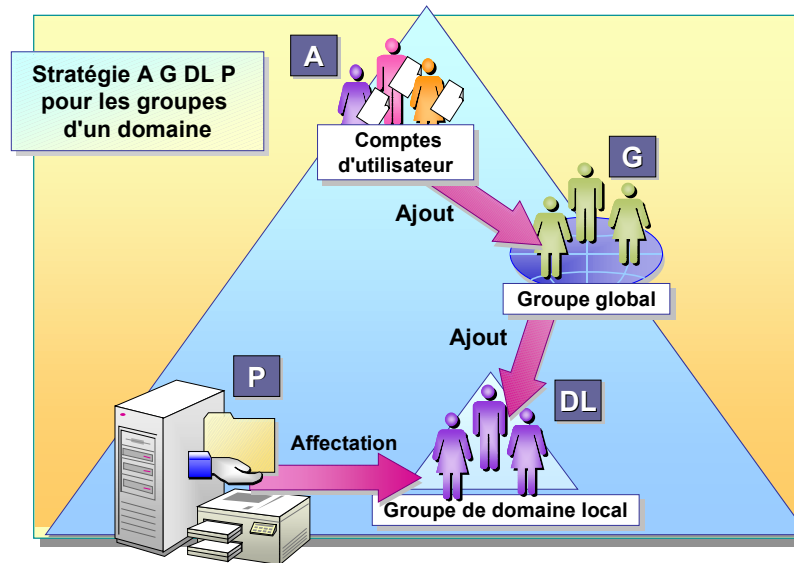 Stratégie A G DL P
pour les groupes
d'un domaine
A
Comptes
d'utilisateur
G
Ajout
Groupe global
Ajout
P
DL
Affectation
Groupe de domaine local